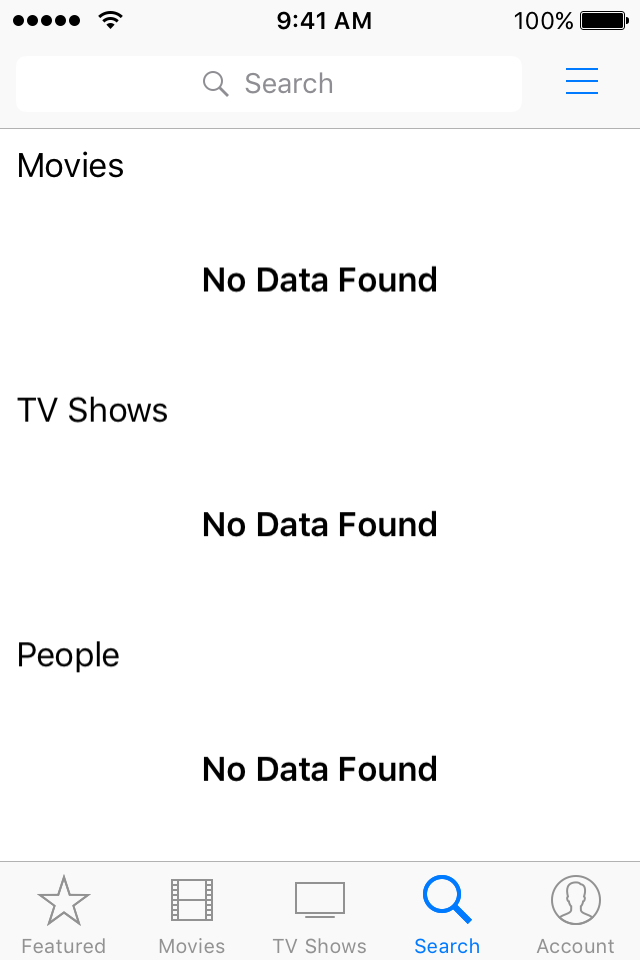 9:41 AM 100%
Search
Movies
No Data Found
TV Shows
No Data Found
People
No Data Found
Featured Movies TV Shows Search Account